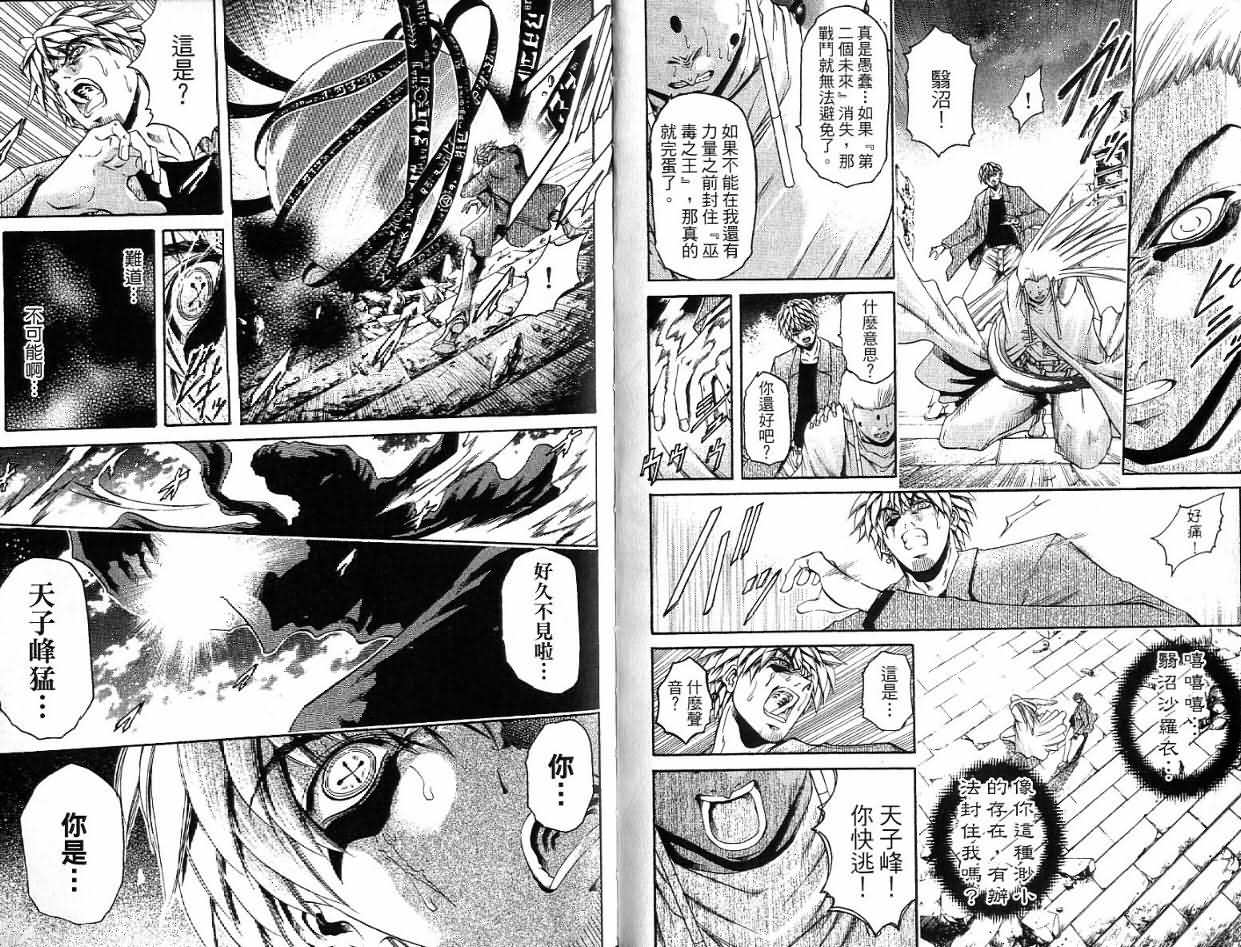 ！
翳沼！
真是愚蠢…如果『第
二個未來』消失，那
戰鬥就無法避免了。
如果不能在我還有
力量之前封住『巫
毒之王』，那真的
就完蛋了。
什麼意思？
你還好吧？
好痛！
嘻嘻嘻…
翳沼沙羅衣…
像你這種渺小
的存在，有辦
法封住我嗎？
這是…
什麼聲
音？
天子峰！
你快逃！
！
這是？
難道…
不可能啊…
好久不見啦…
天子峰猛…
你…
你是…